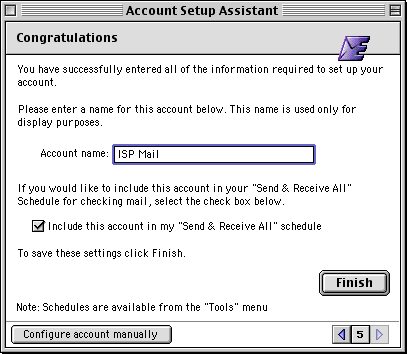 Account Setup Assistant
Congratulations
You have successfully entered all of the information required to set up your
account.
Please enter a name for this account below. This name is used only for
display purposes.
Account name: ISP Mail
If you would like to include this account in your "Send & Receive All"
Schedule for checking mail, select the check box below.
Include this account in my "Send & Receive All" schedule
To save these settings click Finish.
Finish
Note: Schedules are available from the "Tools" menu
Configure account manually
5